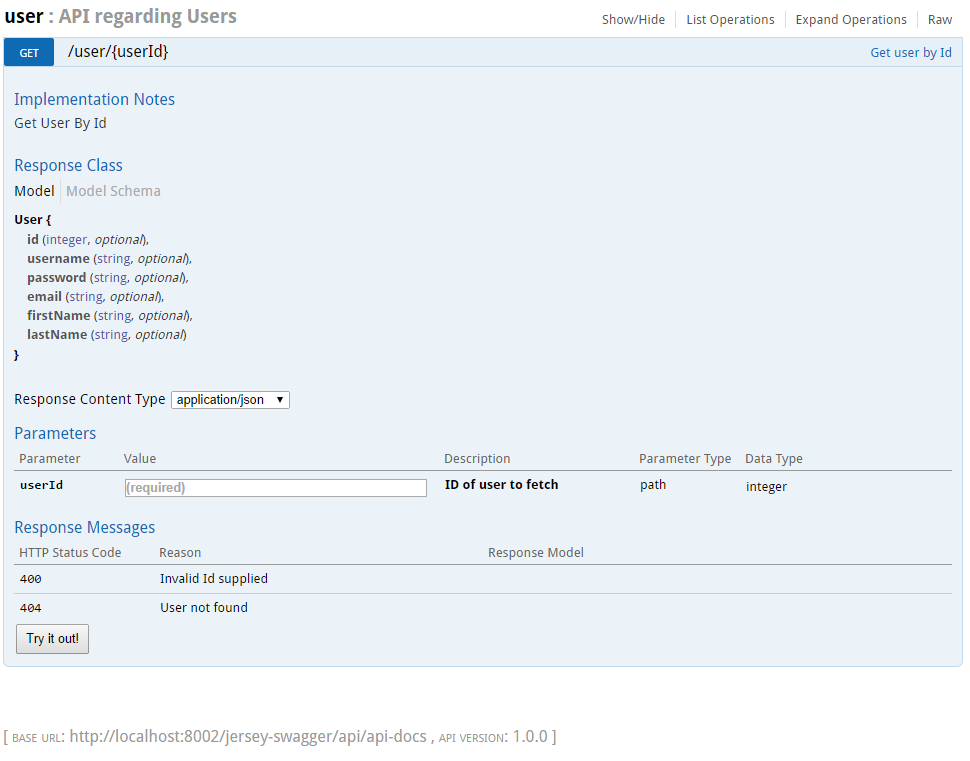 user : API regarding Users
Show/Hide List Operations Expand Operations Raw
GET /user/{userId} Get user by Id
Implementation Notes
Get User By Id
Response Class
Model Model Schema
User {
id (integer, optional),
username (string, optional),
password (string, optional),
email (string, optional),
firstName (string, optional),
lastName (string, optional)
}
Response Content Type application/json
Parameters
Parameter Value Description Parameter Type Data Type
userId (required) ID of user to fetch path integer
Response Messages
HTTP Status Code Reason Response Model
400 Invalid Id supplied
404 User not found
Try it out!
[ BASE URL: http://localhost:8002/jersey-swagger/api/api-docs , API VERSION: 1.0.0 ]